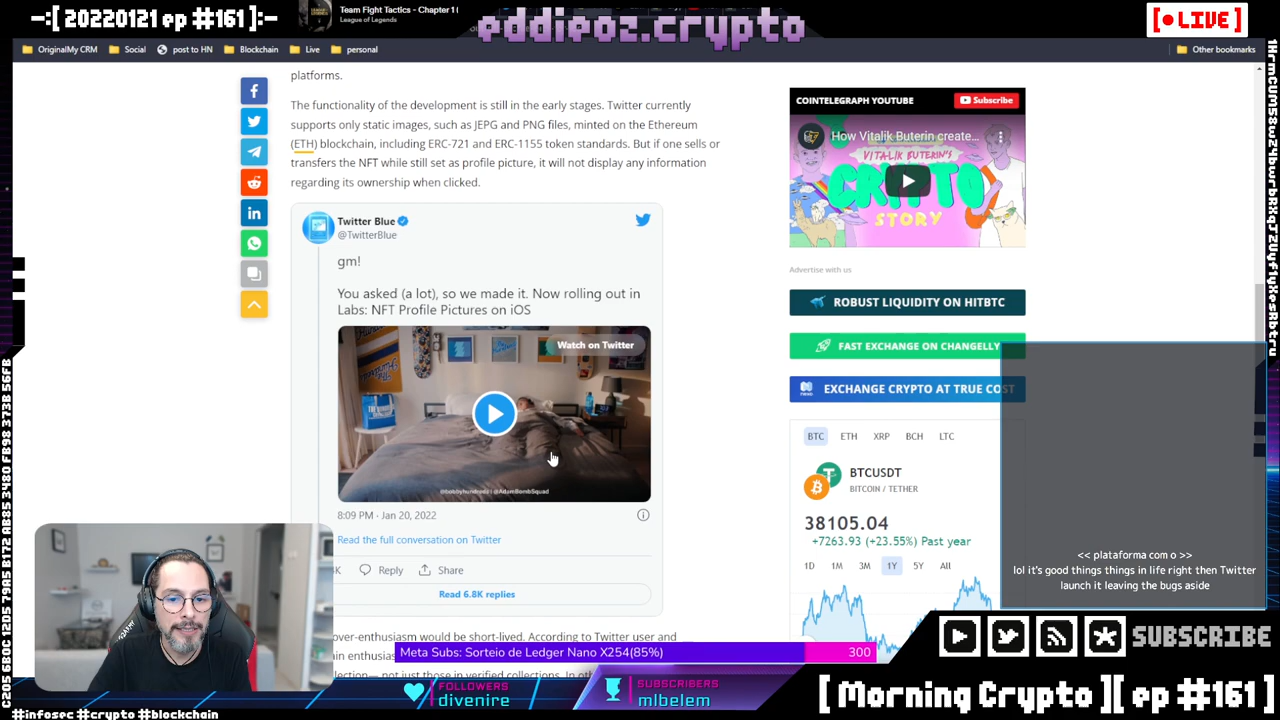 -:[ 20220121 ep #161 ]:-
Team Fight Tactics - Chapter 1
League of Legends
eddieoz.crypto
[ LIVE ]
OriginalMy CRM
Social
post to HN
Blockchain
Live
personal
Other bookmarks
platforms.
The functionality of the development is still in the early stages. Twitter currently
supports only static images, such as JEPG and PNG files, minted on the Ethereum
(ETH) blockchain, including ERC-721 and ERC-1155 token standards. But if one sells or
transfers the NFT while still set as profile picture, it will not display any information
regarding its ownership when clicked.
Twitter Blue
@TwitterBlue
gm!
You asked (a lot), so we made it. Now rolling out in
Labs: NFT Profile Pictures on iOS
Watch on Twitter
@bobbyhundreds | @AdamBombSquad
8:09 PM · Jan 20, 2022
Read the full conversation on Twitter
K
Reply
Share
Read 6.8K replies
over-enthusiasm would be short-lived. According to Twitter user and
COINTELEGRAPH YOUTUBE
Subscribe
How Vitalik Buterin create...
VITALIK BUTERIN'S
CRYPTO
STORY
Advertise with us
ROBUST LIQUIDITY ON HITBTC
FAST EXCHANGE ON CHANGELLY
EXCHANGE CRYPTO AT TRUE COST
BTC
ETH
XRP
BCH
LTC
BTCUSDT
BITCOIN / TETHER
38105.04
+7263.93 (+23.55%) Past year
1D
1M
3M
1Y
5Y
All
<< plataforma com o >>
lol it's good things things in life right then Twitter
launch it leaving the bugs aside
Meta Subs: Sorteio de Ledger Nano X254(85%)
300
FOLLOWERS
divenire
SUBSCRIBERS
mlbelem
SUBSCRIBE
[ Morning Crypto ][ ep #161 ]
#infosec #crypto #blockchain